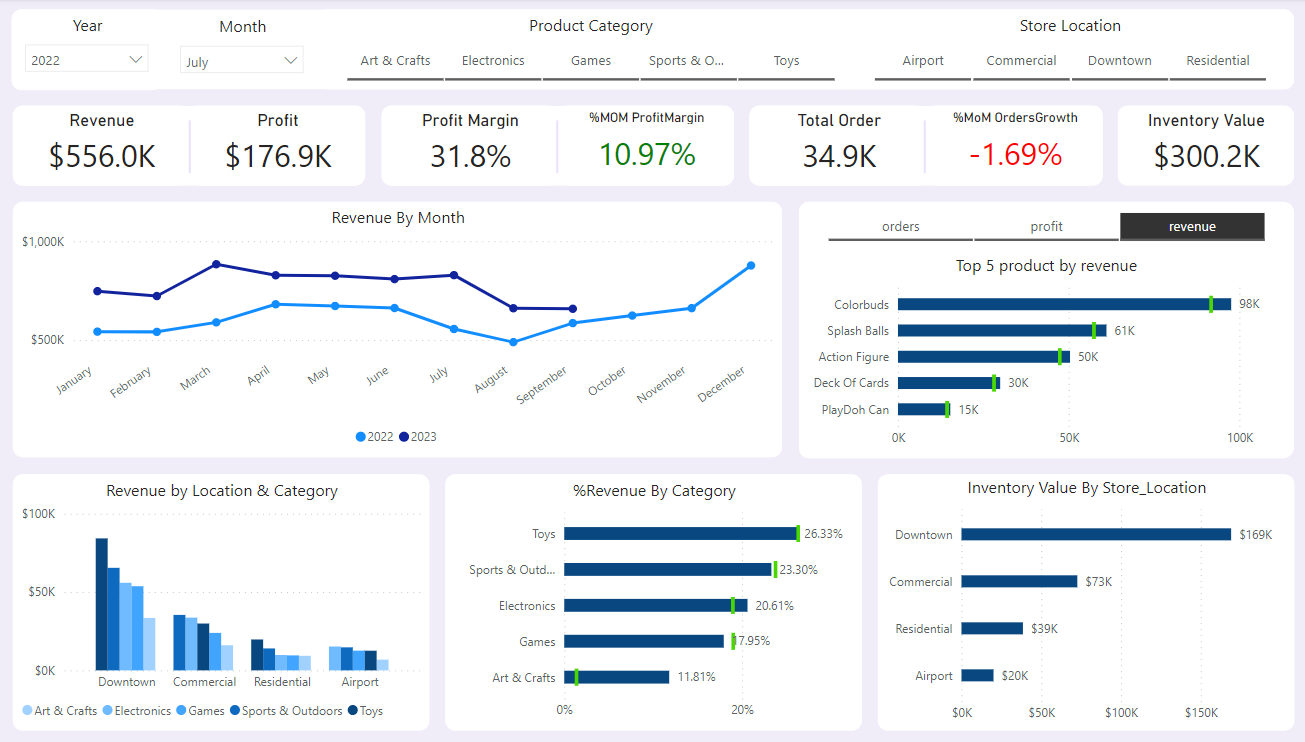 Year
2022
Month
July
Product Category
Art & Crafts
Electronics
Games
Sports & O...
Toys
Store Location
Airport
Commercial
Downtown
Residential
Revenue
$556.0K
Profit
$176.9K
Profit Margin
31.8%
%MOM ProfitMargin
10.97%
Total Order
34.9K
%MoM OrdersGrowth
-1.69%
Inventory Value
$300.2K
Revenue By Month
$1,000K
$500K
January
February
March
April
May
June
July
August
September
October
November
December
2022
2023
orders
profit
revenue
Top 5 product by revenue
Colorbuds
98K
Splash Balls
61K
Action Figure
50K
Deck Of Cards
30K
PlayDoh Can
15K
0K
50K
100K
Revenue by Location & Category
$100K
$50K
$0K
Downtown
Commercial
Residential
Airport
Art & Crafts
Electronics
Games
Sports & Outdoors
Toys
%Revenue By Category
Toys
26.33%
Sports & Outd...
23.30%
Electronics
20.61%
Games
17.95%
Art & Crafts
11.81%
0%
20%
Inventory Value By Store_Location
Downtown
$169K
Commercial
$73K
Residential
$39K
Airport
$20K
$0K
$50K
$100K
$150K